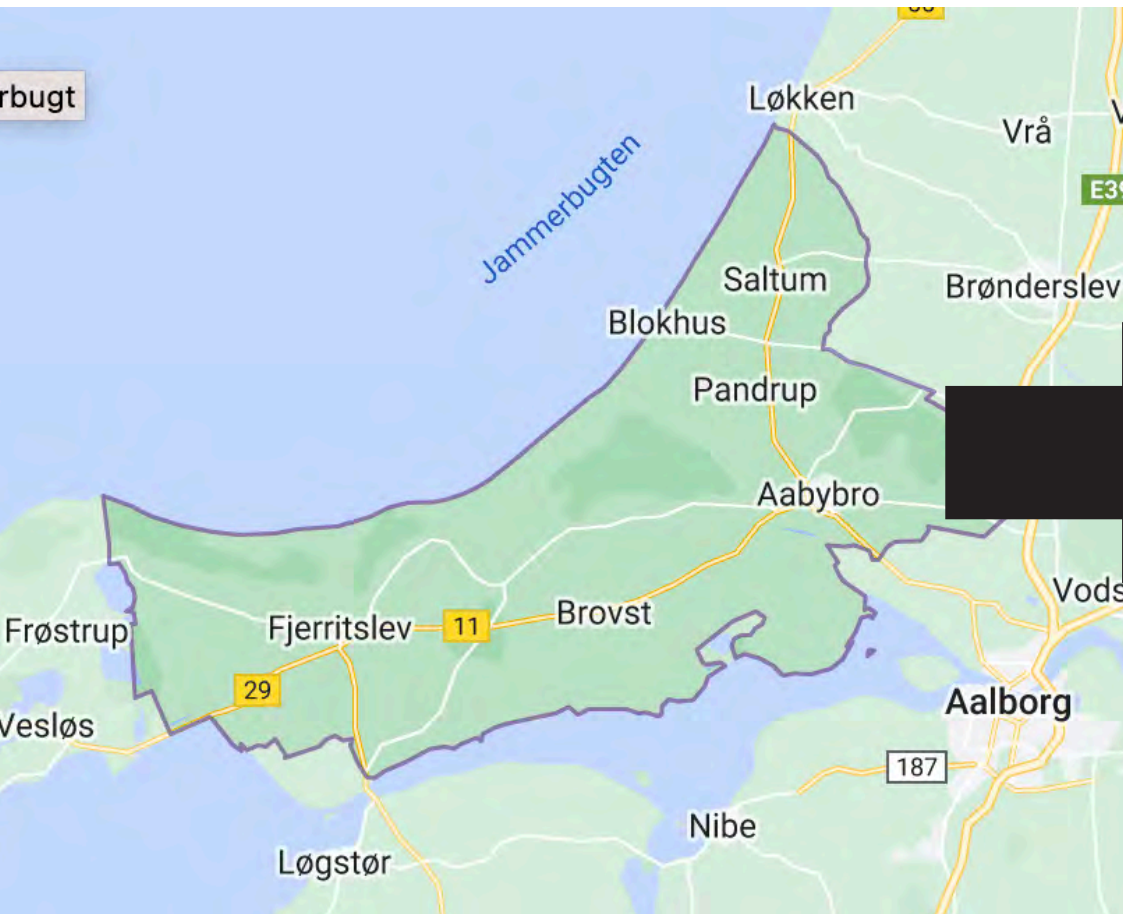 rbugt
Løkken
Vrå
Jammerbugten
E39
Saltum
Brønderslev
Blokhus
Pandrup
Aabybro
Brovst
Fjerritslev
11
Frøstrup
29
Vods
Vesløs
Aalborg
187
Nibe
Løgstør